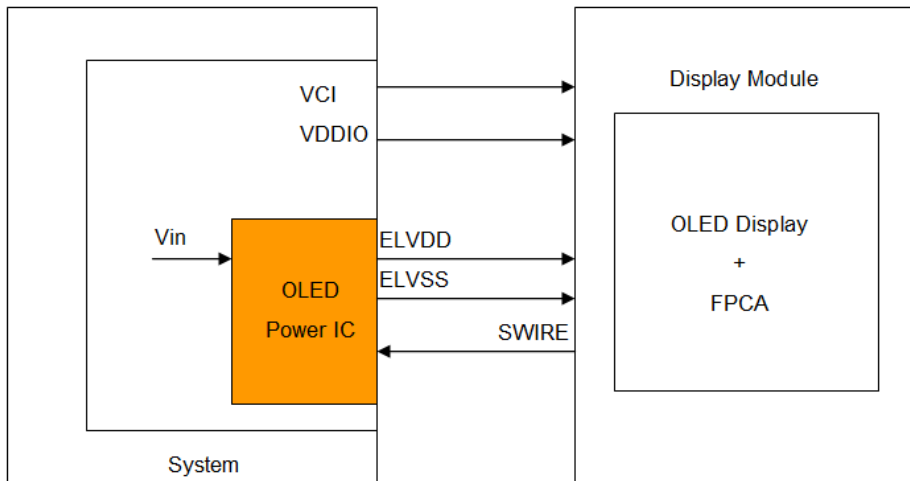 VCI
Display Module
VDDIO
Vin
ELVDD
OLED Display
+
FPCA
ELVSS
OLED
Power IC
SWIRE
System